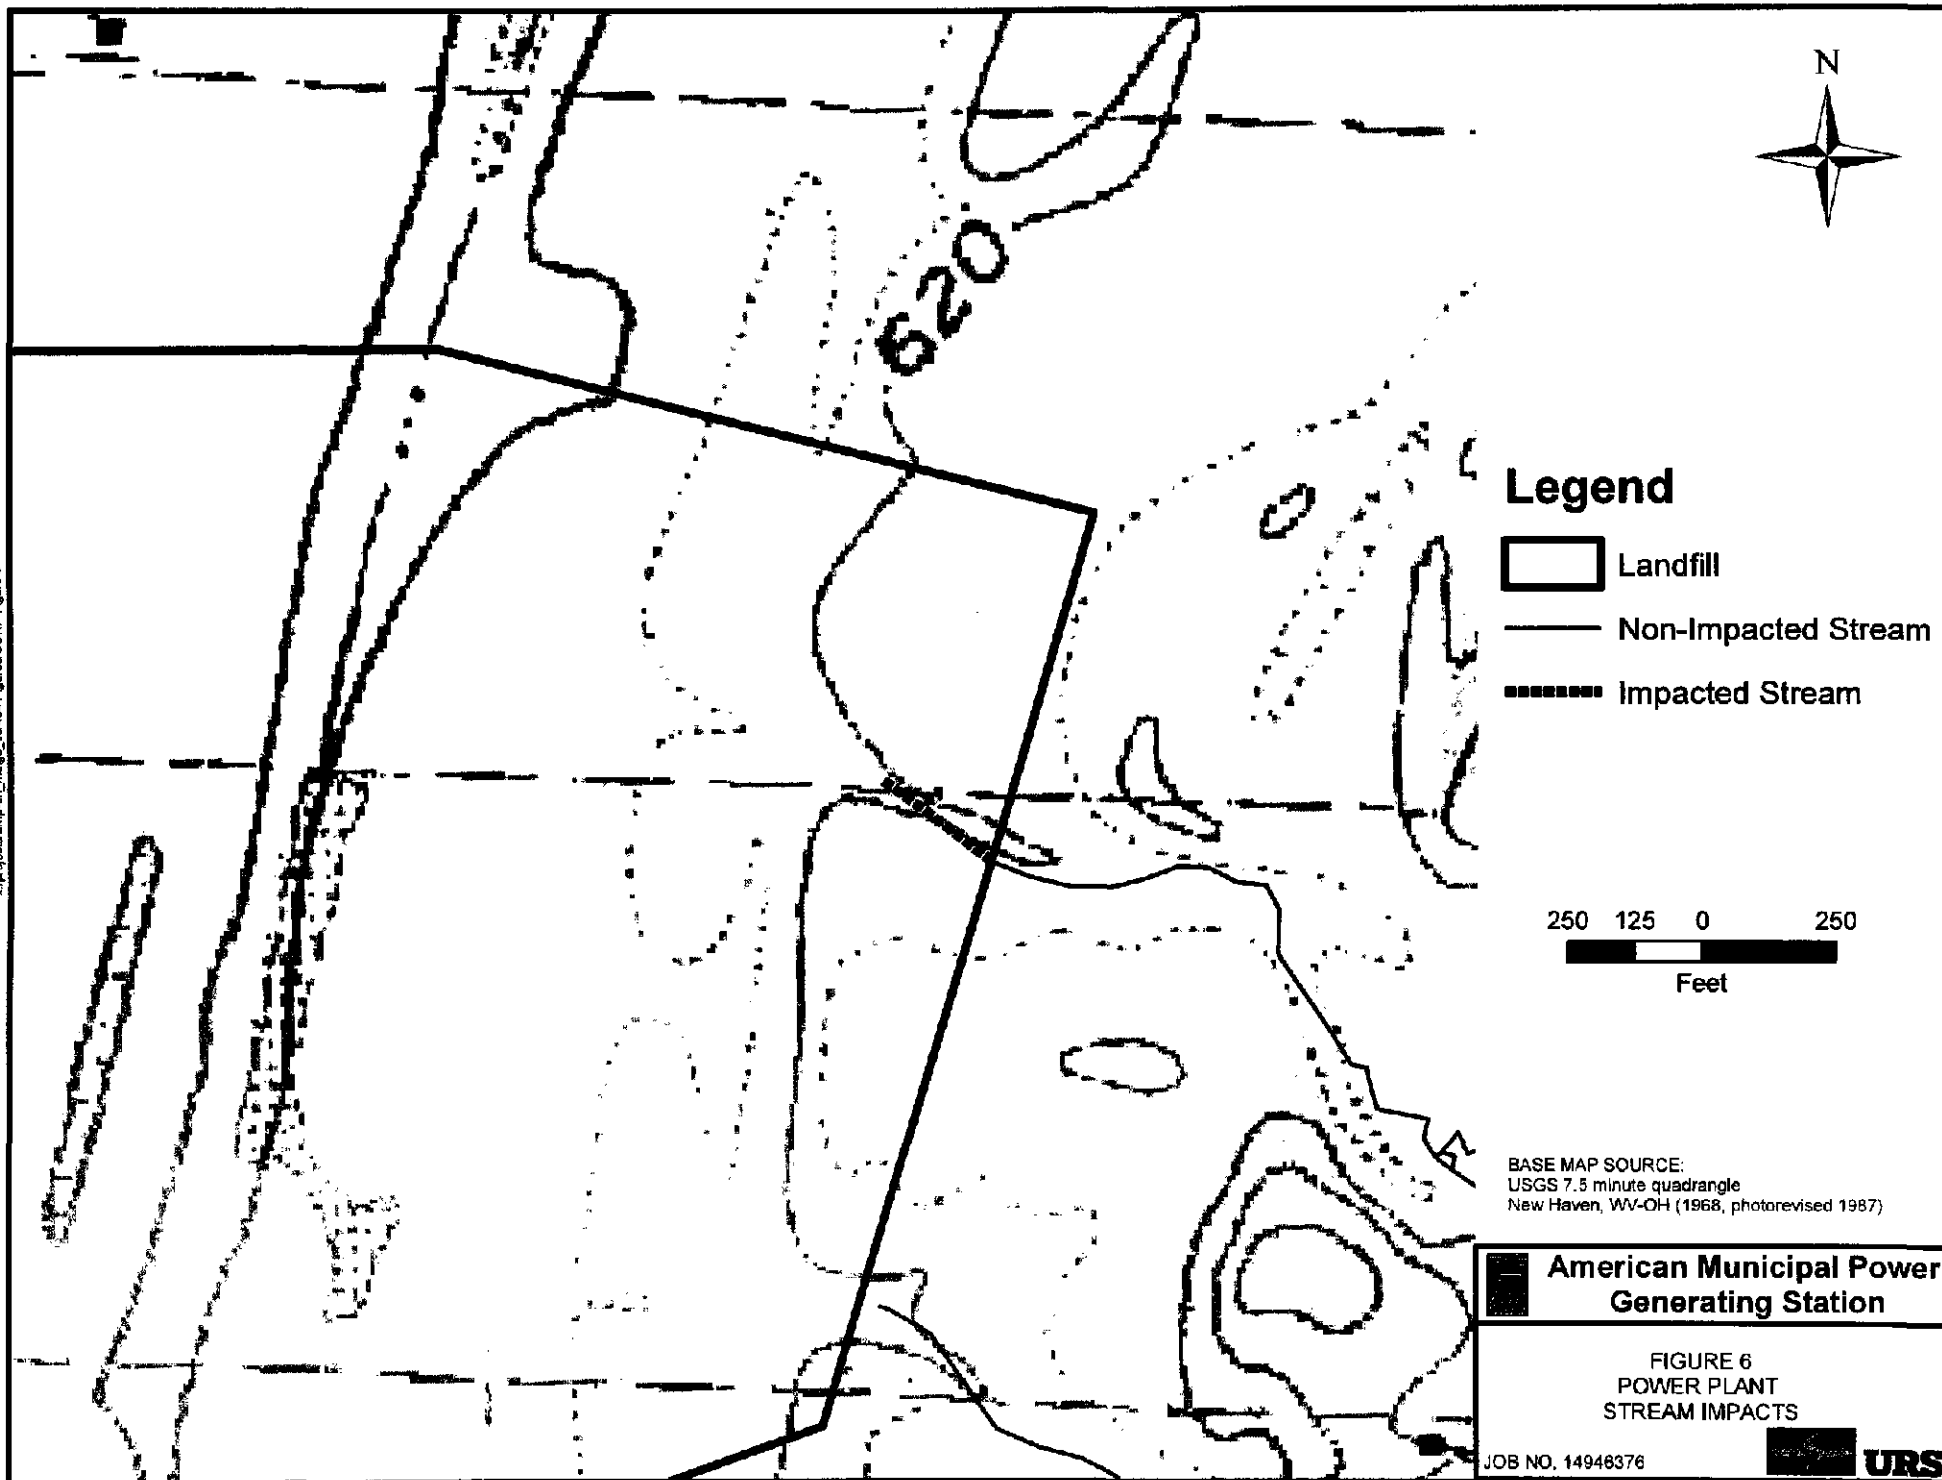 N
620
Legend
Landfill
Non-Impacted Stream
Impacted Stream
250 125 0 250
Feet
BASE MAP SOURCE:
USGS 7.5 minute quadrangle
New Haven, WV-OH (1968, photorevised 1987)
American Municipal Power
Generating Station
FIGURE 6
POWER PLANT
STREAM IMPACTS
JOB NO. 14946376
URS